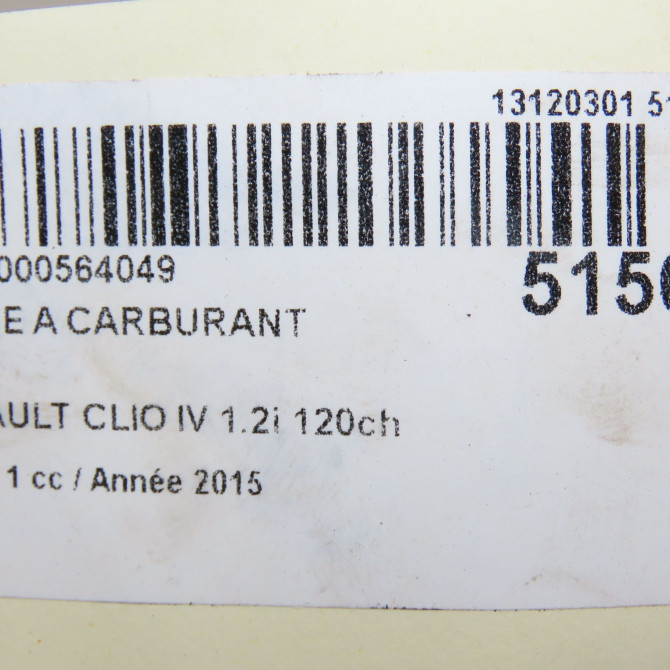 13120301 51
000564049
515
E A CARBURANT
AULT CLIO IV 1.2i 120ch
1 cc / Année 2015